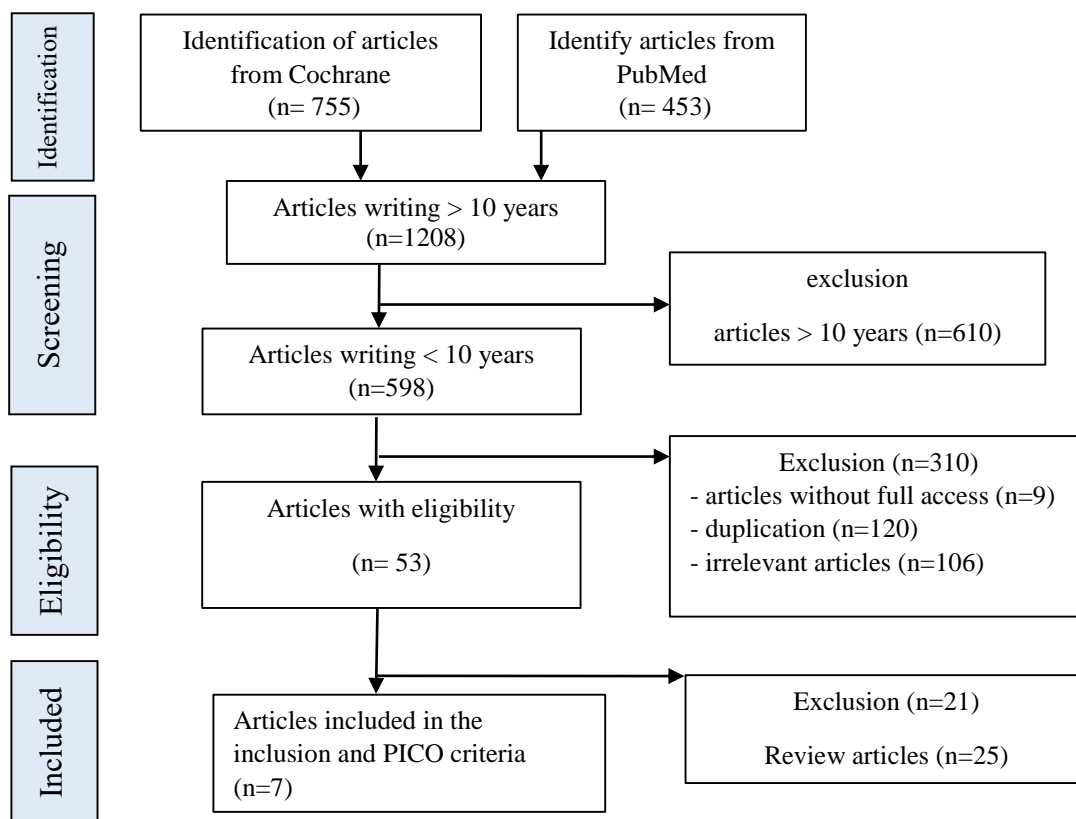 Identification
Identification of articles
from Cochrane
(n= 755)
Identify articles from
PubMed
(n= 453)
Screening
Articles writing > 10 years
(n=1208)
exclusion
articles > 10 years (n=610)
Articles writing < 10 years
(n=598)
Eligibility
Exclusion (n=310)
- articles without full access (n=9)
- duplication (n=120)
- irrelevant articles (n=106)
Articles with eligibility
(n= 53)
Included
Articles included in the
inclusion and PICO criteria
(n=7)
Exclusion (n=21)
Review articles (n=25)